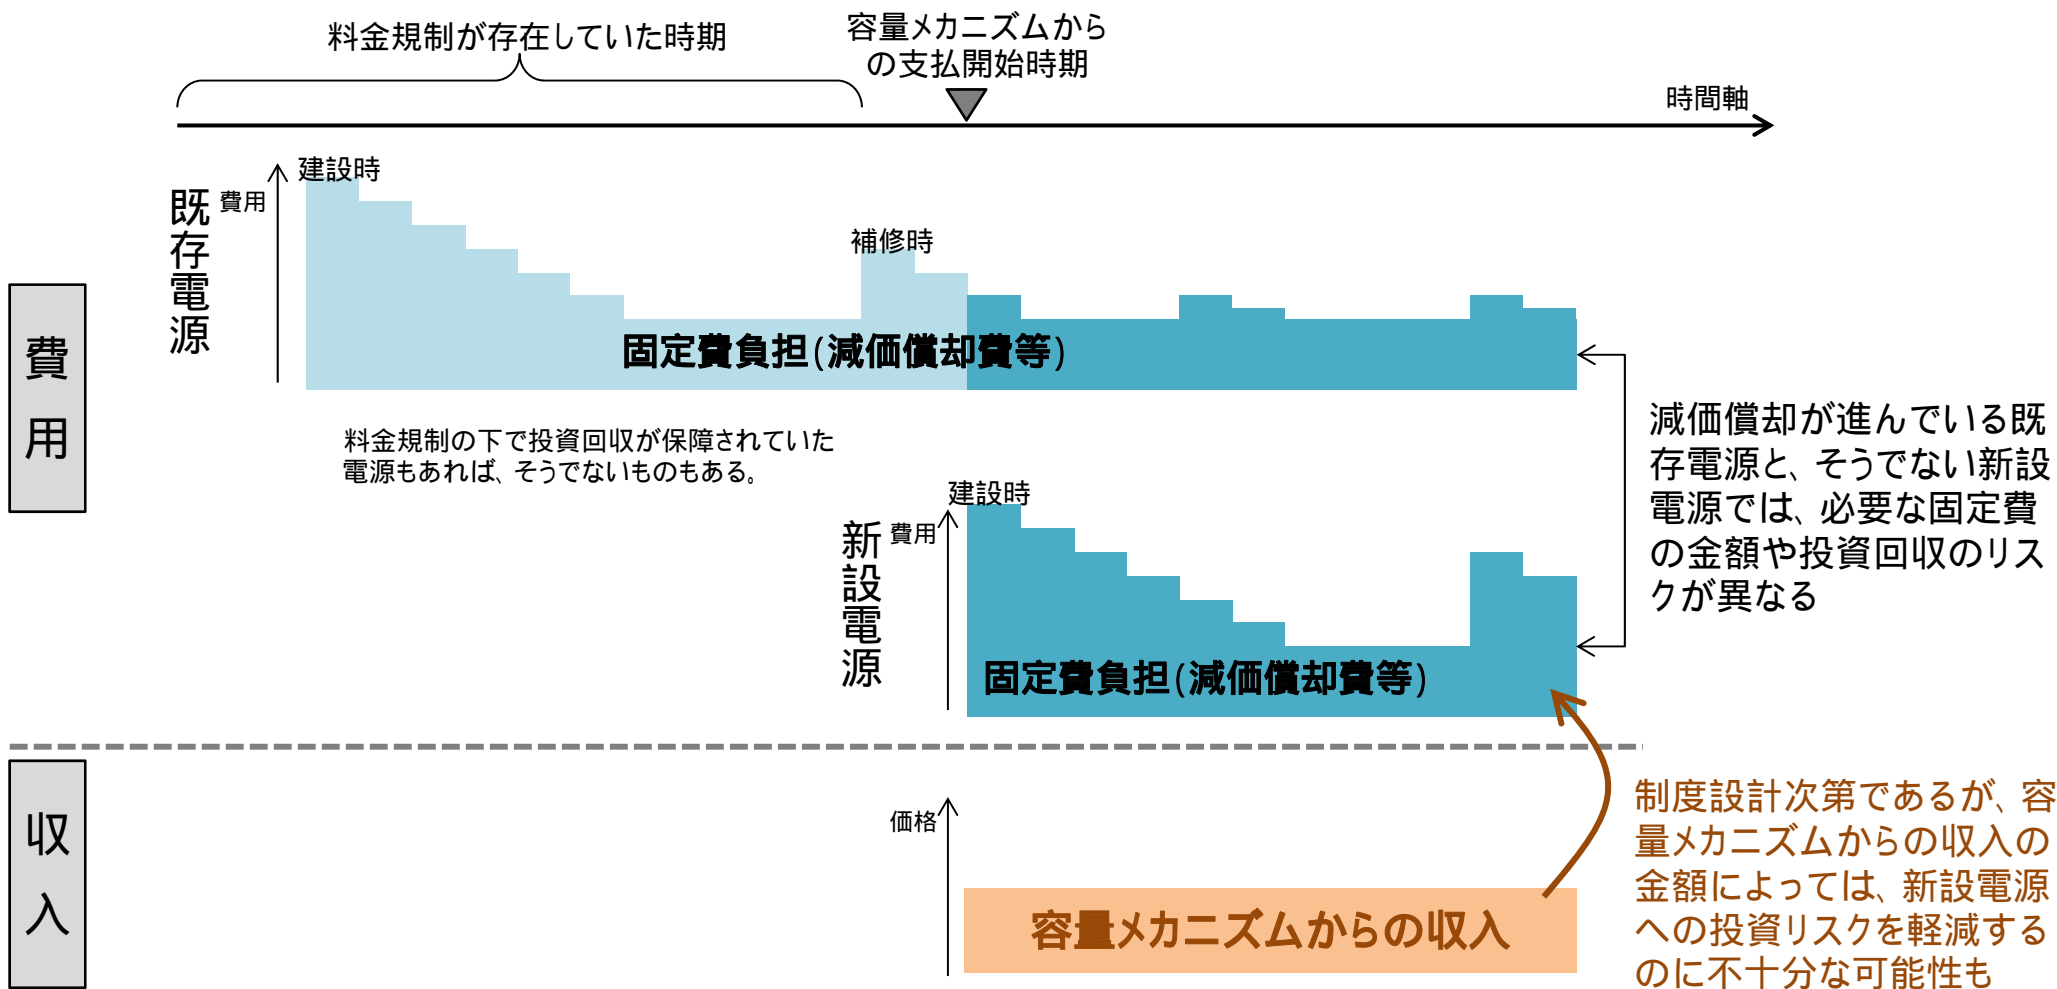 料金規制が存在していた時期
容量メカニズムから
の支払開始時期
時間軸
費用
既存電源
費用
建設時
補修時
固定費負担(減価償却費等)
料金規制の下で投資回収が保障されていた
電源もあれば、そうでないものもある。
新設電源
費用
建設時
固定費負担(減価償却費等)
減価償却が進んでいる既
存電源と、そうでない新設
電源では、必要な固定費
の金額や投資回収のリス
クが異なる
収入
価格
容量メカニズムからの収入
制度設計次第であるが、容
量メカニズムからの収入の
金額によっては、新設電源
への投資リスクを軽減する
のに不十分な可能性も